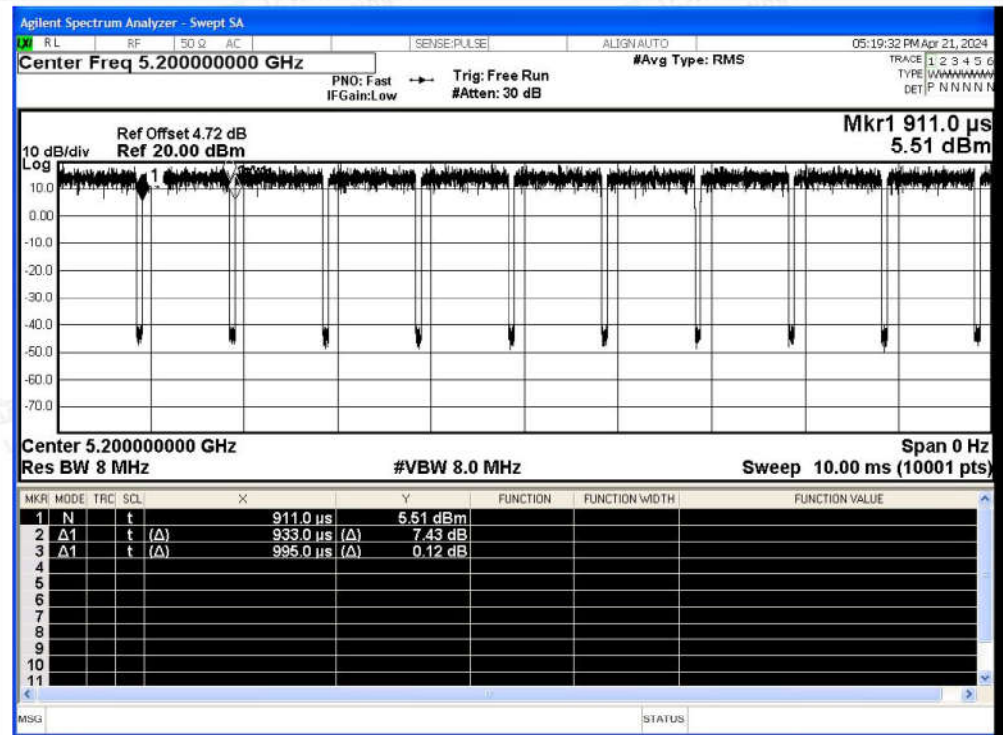 Agilent Spectrum Analyzer - Swept SA
LXI RL RF 50 Ω AC SENSE:PULSE ALIGN AUTO 05:19:32 PM Apr 21, 2024
Center Freq 5.200000000 GHz #Avg Type: RMS TRACE 1 2 3 4 5 6
PNO: Fast Trig: Free Run TYPE WWWWWW
IFGain:Low #Atten: 30 dB DET P N N N N N
Mkr1 911.0 µs
Ref Offset 4.72 dB
10 dB/div Ref 20.00 dBm 5.51 dBm
Log
1
10.0
0.00
-10.0
-20.0
-30.0
-40.0
-50.0
-60.0
-70.0
Center 5.200000000 GHz Span 0 Hz
Res BW 8 MHz #VBW 8.0 MHz Sweep 10.00 ms (10001 pts)
MKR MODE TRC SCL X Y FUNCTION FUNCTION WIDTH FUNCTION VALUE
1 N t 911.0 µs 5.51 dBm
2 Δ1 t (Δ) 933.0 µs (Δ) 7.43 dB
3 Δ1 t (Δ) 995.0 µs (Δ) 0.12 dB
4
5
6
7
8
9
10
11
MSG STATUS